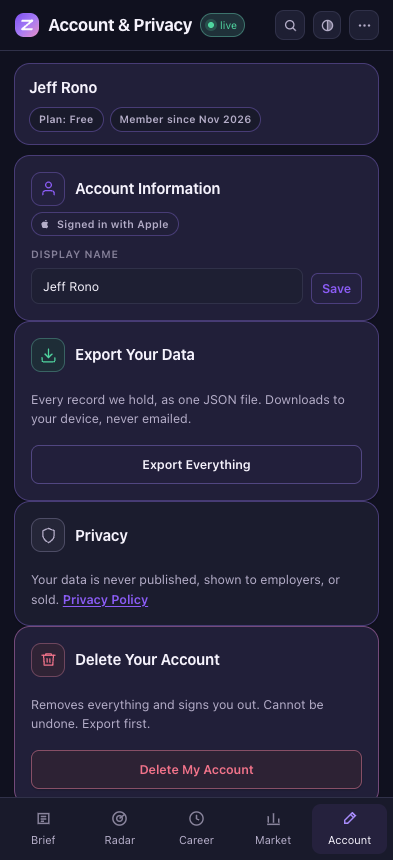 Account & Privacy
live
Jeff Rono
Plan: Free
Member since Nov 2026
Account Information
Signed in with Apple
DISPLAY NAME
Jeff Rono
Save
Export Your Data
Every record we hold, as one JSON file. Downloads to
your device, never emailed.
Export Everything
Privacy
Your data is never published, shown to employers, or
sold. Privacy Policy
Delete Your Account
Removes everything and signs you out. Cannot be
undone. Export first.
Delete My Account
Brief
Radar
Career
Market
Account